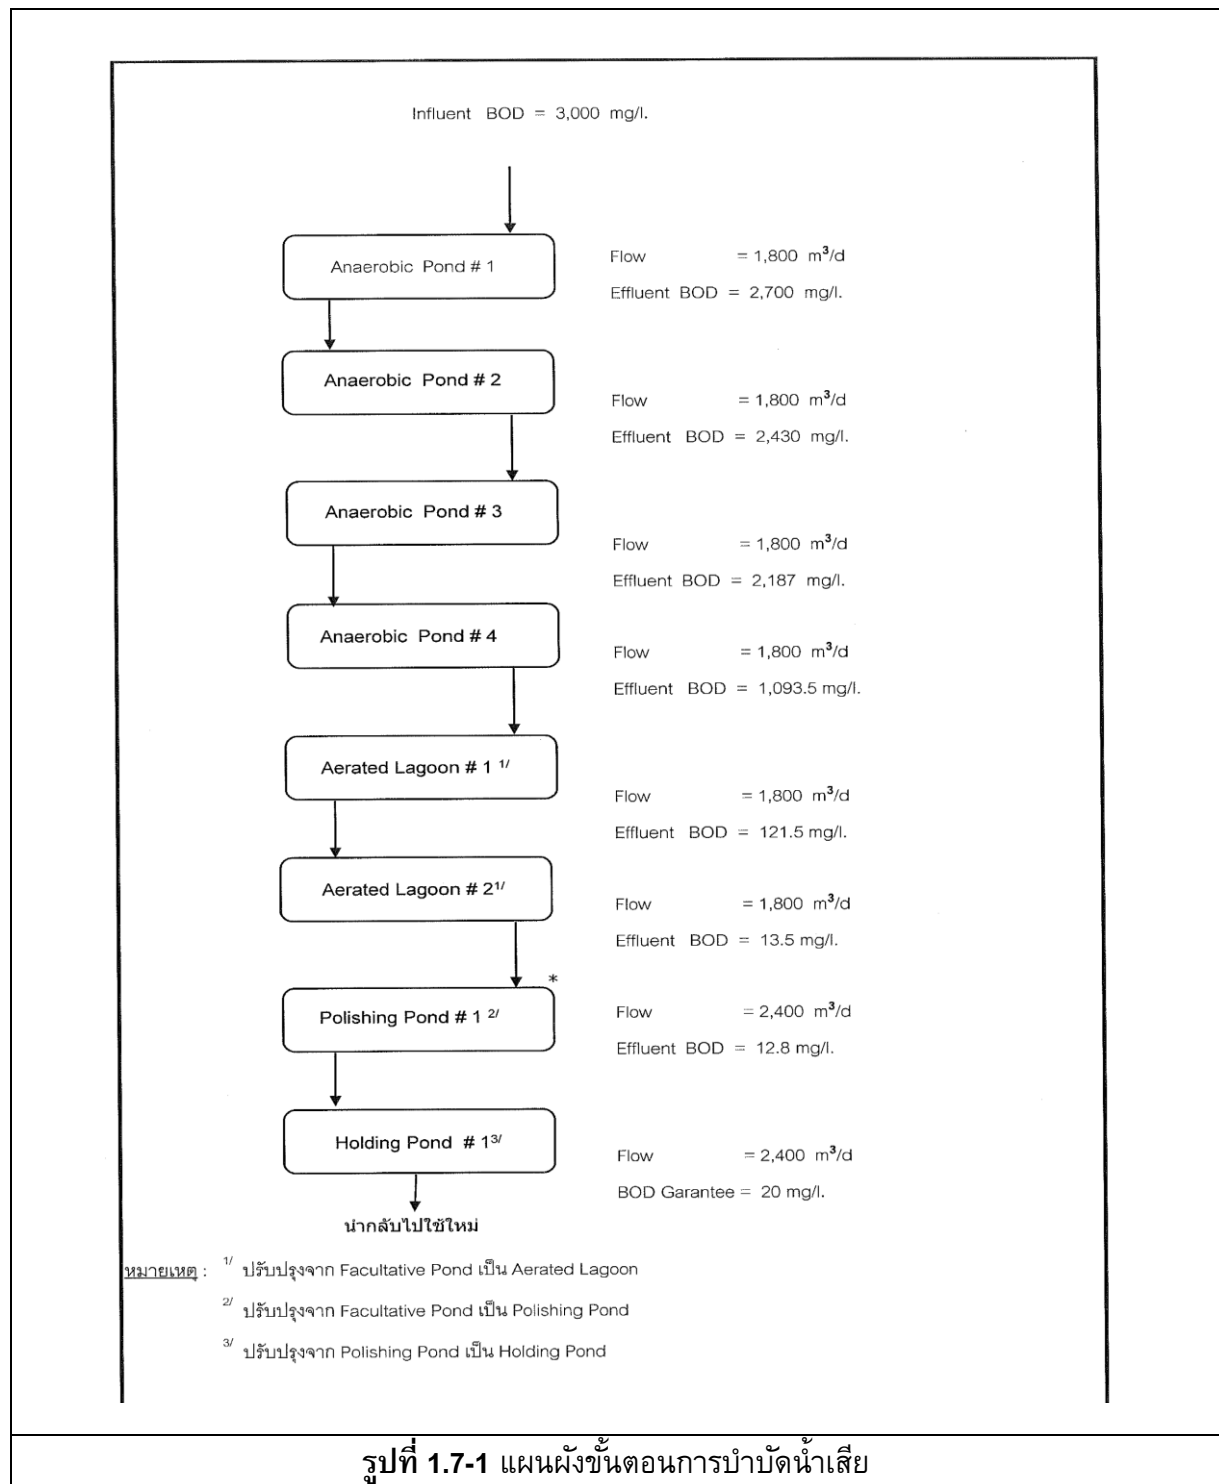 Influent BOD = 3,000 mg/l.
Anaerobic Pond # 1
Flow = 1,800 m³/d
Effluent BOD = 2,700 mg/l.
Anaerobic Pond # 2
Flow = 1,800 m³/d
Effluent BOD = 2,430 mg/l.
Anaerobic Pond # 3
Flow = 1,800 m³/d
Effluent BOD = 2,187 mg/l.
Anaerobic Pond # 4
Flow = 1,800 m³/d
Effluent BOD = 1,093.5 mg/l.
Aerated Lagoon # 1 1/
Flow = 1,800 m³/d
Effluent BOD = 121.5 mg/l.
Aerated Lagoon # 2 1/
Flow = 1,800 m³/d
Effluent BOD = 13.5 mg/l.
*
Polishing Pond # 1 2/
Flow = 2,400 m³/d
Effluent BOD = 12.8 mg/l.
Holding Pond # 1 3/
Flow = 2,400 m³/d
BOD Garantee = 20 mg/l.
นำกลับไปใช้ใหม่
หมายเหตุ : 1/ ปรับปรุงจาก Facultative Pond เป็น Aerated Lagoon
2/ ปรับปรุงจาก Facultative Pond เป็น Polishing Pond
3/ ปรับปรุงจาก Polishing Pond เป็น Holding Pond
รูปที่ 1.7-1 แผนผังขั้นตอนการบำบัดน้ำเสีย